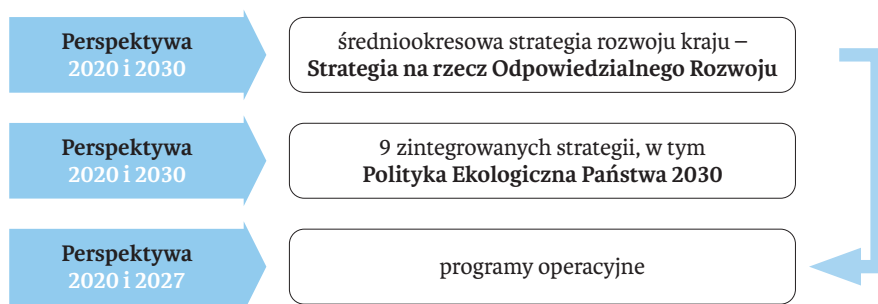 Perspektywa
2020 i 2030
średniookresowa strategia rozwoju kraju –
Strategia na rzecz Odpowiedzialnego Rozwoju
Perspektywa
2020 i 2030
9 zintegrowanych strategii, w tym
Polityka Ekologiczna Państwa 2030
Perspektywa
2020 i 2027
programy operacyjne